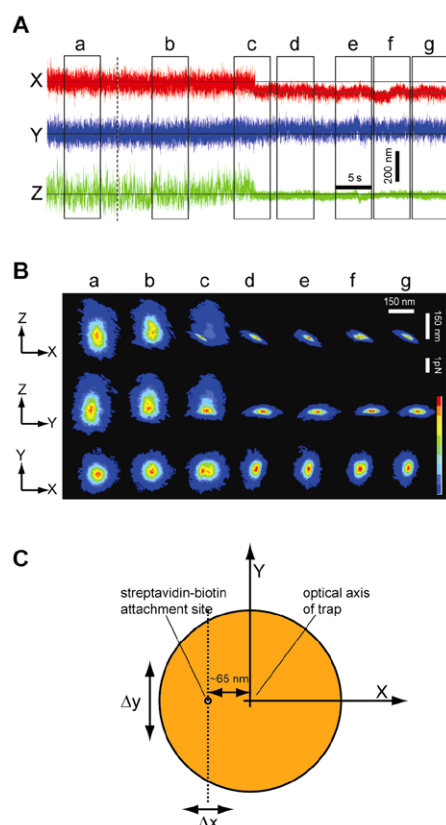 A
a b c d e f g
X
Y
Z
5 s
200 nm
B
a b c d e f g
150 nm
150 nm
1pN
Z
X
Z
Y
Y
X
C
streptavidin-biotin
attachment site
Y
optical axis
of trap
~65 nm
X
Δy
Δx